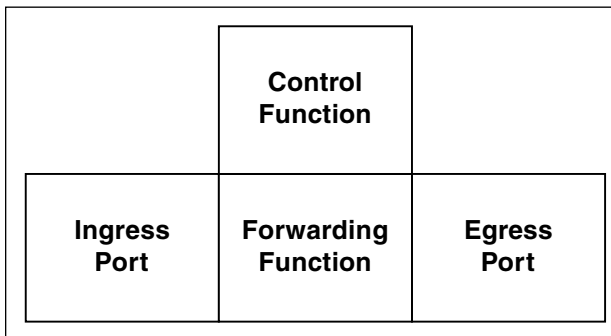 Control
Function
Ingress
Port
Forwarding
Function
Egress
Port